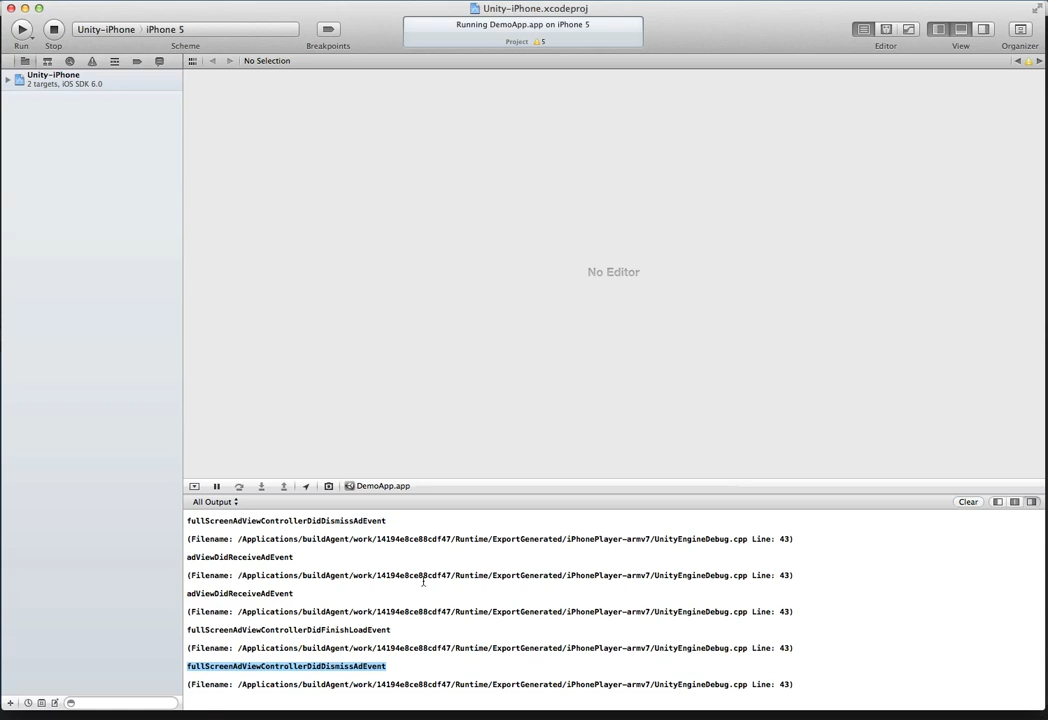 Unity-iPhone.xcodeproj
Running DemoApp.app on iPhone 5
Project 5
Unity-iPhone iPhone 5
Run Stop Scheme Breakpoints Editor View Organizer
No Selection
Unity-iPhone
2 targets, iOS SDK 6.0
No Editor
DemoApp.app
All Output Clear
fullScreenAdViewControllerDidDismissAdEvent
(Filename: /Applications/buildAgent/work/14194e8ce88cdf47/Runtime/ExportGenerated/iPhonePlayer-armv7/UnityEngineDebug.cpp Line: 43)
adViewDidReceiveAdEvent
(Filename: /Applications/buildAgent/work/14194e8ce88cdf47/Runtime/ExportGenerated/iPhonePlayer-armv7/UnityEngineDebug.cpp Line: 43)
adViewDidReceiveAdEvent
(Filename: /Applications/buildAgent/work/14194e8ce88cdf47/Runtime/ExportGenerated/iPhonePlayer-armv7/UnityEngineDebug.cpp Line: 43)
fullScreenAdViewControllerDidFinishLoadEvent
(Filename: /Applications/buildAgent/work/14194e8ce88cdf47/Runtime/ExportGenerated/iPhonePlayer-armv7/UnityEngineDebug.cpp Line: 43)
fullScreenAdViewControllerDidDismissAdEvent
(Filename: /Applications/buildAgent/work/14194e8ce88cdf47/Runtime/ExportGenerated/iPhonePlayer-armv7/UnityEngineDebug.cpp Line: 43)